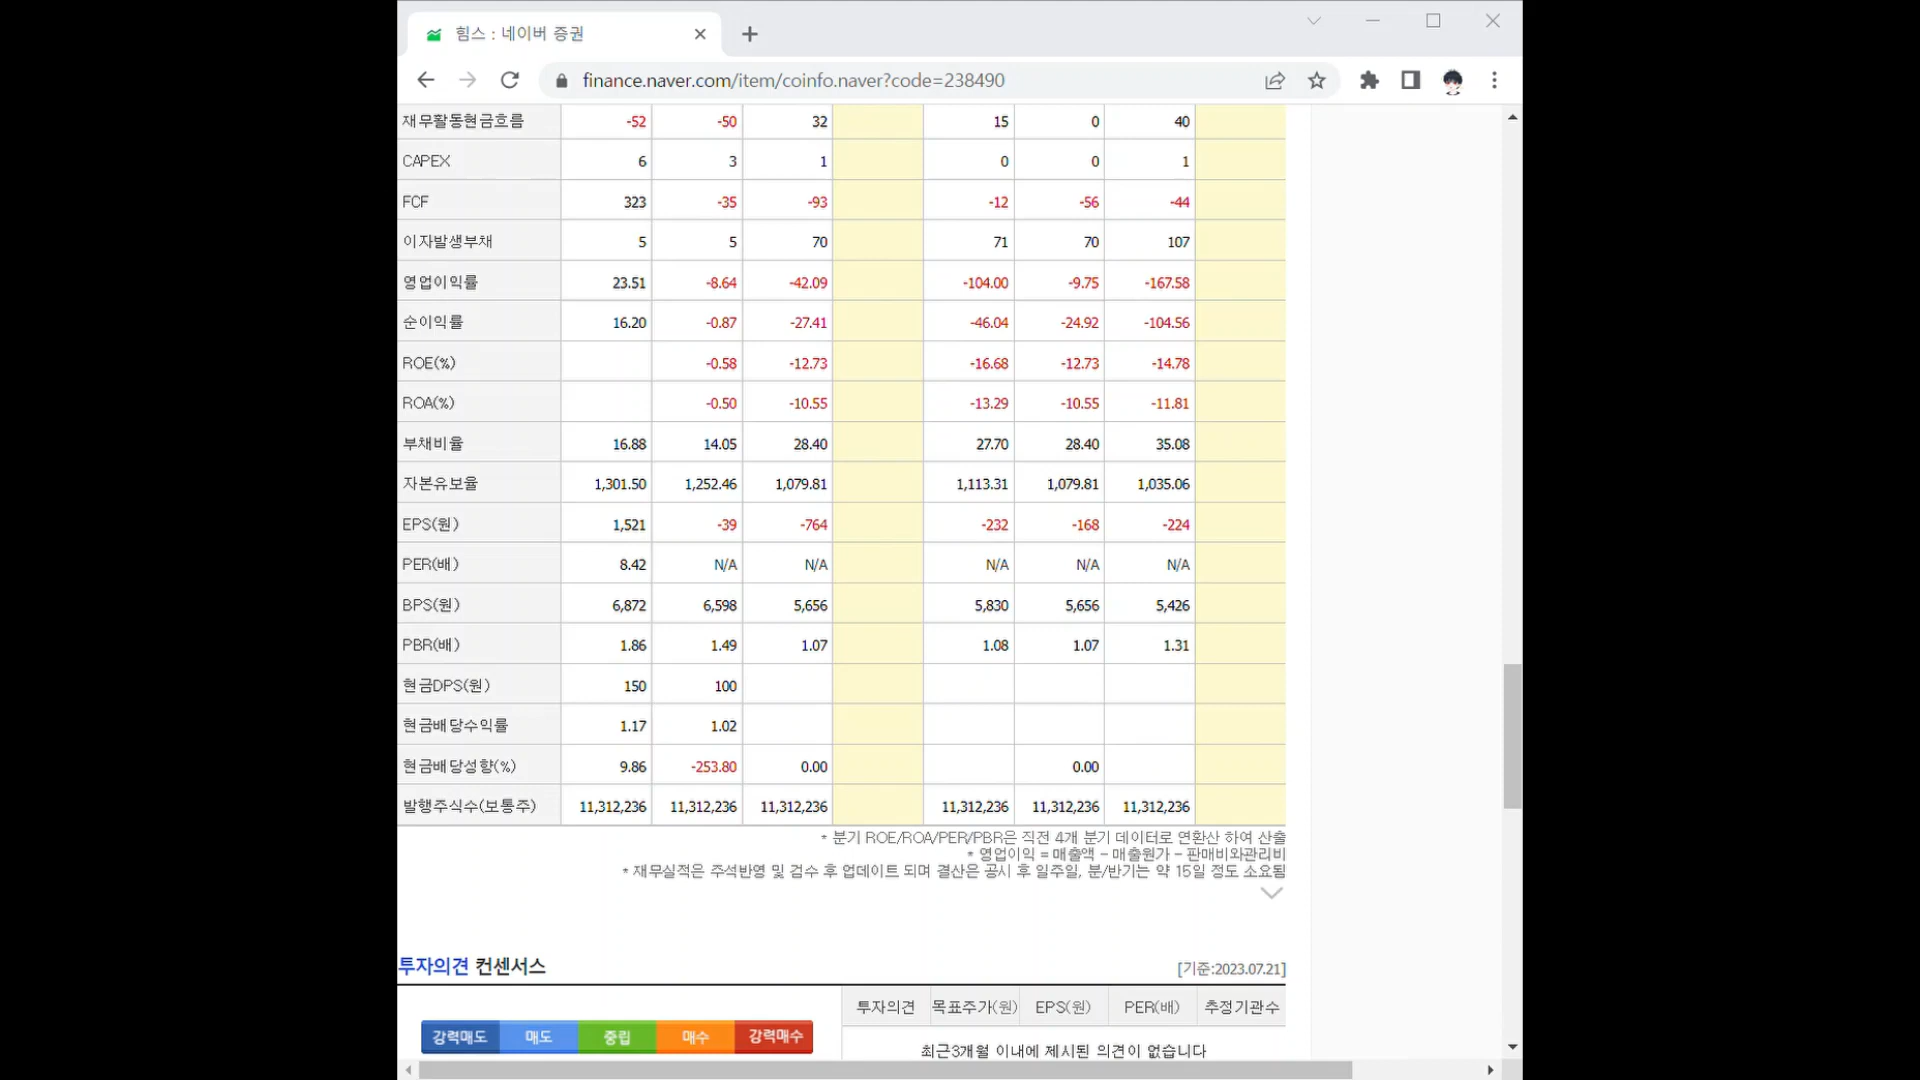 힘스 : 네이버 증권
finance.naver.com/item/coinfo.naver?code=238490
재무활동현금흐름 -52 -50 32 15 0 40
CAPEX 6 3 1 0 0 1
FCF 323 -35 -93 -12 -56 -44
이자발생부채 5 5 70 71 70 107
영업이익률 23.51 -8.64 -42.09 -104.00 -9.75 -167.58
순이익률 16.20 -0.87 -27.41 -46.04 -24.92 -104.56
ROE(%) -0.58 -12.73 -16.68 -12.73 -14.78
ROA(%) -0.50 -10.55 -13.29 -10.55 -11.81
부채비율 16.88 14.05 28.40 27.70 28.40 35.08
자본유보율 1,301.50 1,252.46 1,079.81 1,113.31 1,079.81 1,035.06
EPS(원) 1,521 -39 -764 -232 -168 -224
PER(배) 8.42 N/A N/A N/A N/A N/A
BPS(원) 6,872 6,598 5,656 5,830 5,656 5,426
PBR(배) 1.86 1.49 1.07 1.08 1.07 1.31
현금DPS(원) 150 100
현금배당수익률 1.17 1.02
현금배당성향(%) 9.86 -253.80 0.00 0.00
발행주식수(보통주) 11,312,236 11,312,236 11,312,236 11,312,236 11,312,236 11,312,236
* 분기 ROE/ROA/PER/PBR은 직전 4개 분기 데이터로 연환산 하여 산출
* 영업이익 = 매출액 - 매출원가 - 판매비와관리비
* 재무실적은 주석반영 및 검수 후 업데이트 되며 결산은 공시 후 일주일, 분/반기는 약 15일 정도 소요됨
투자의견 컨센서스 [기준:2023.07.21]
투자의견 목표주가(원) EPS(원) PER(배) 추정기관수
강력매도 매도 중립 매수 강력매수
최근3개월 이내에 제시된 의견이 없습니다